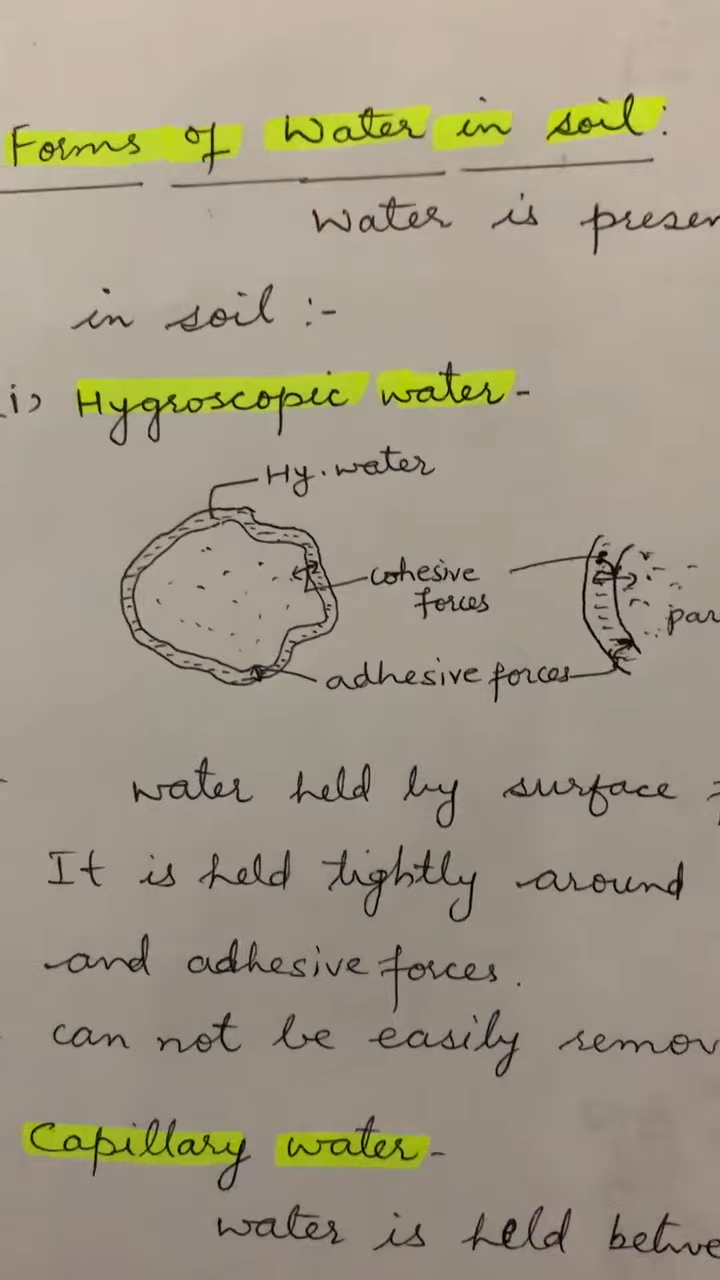 Forms of Water in soil:
Water is presen
in soil :-
i) Hygroscopic water-
Hy. water
cohesive
forces
par
adhesive forces
water held by surface
It is held tightly around
and adhesive forces.
can not be easily remov
Capillary water-
water is held betwe